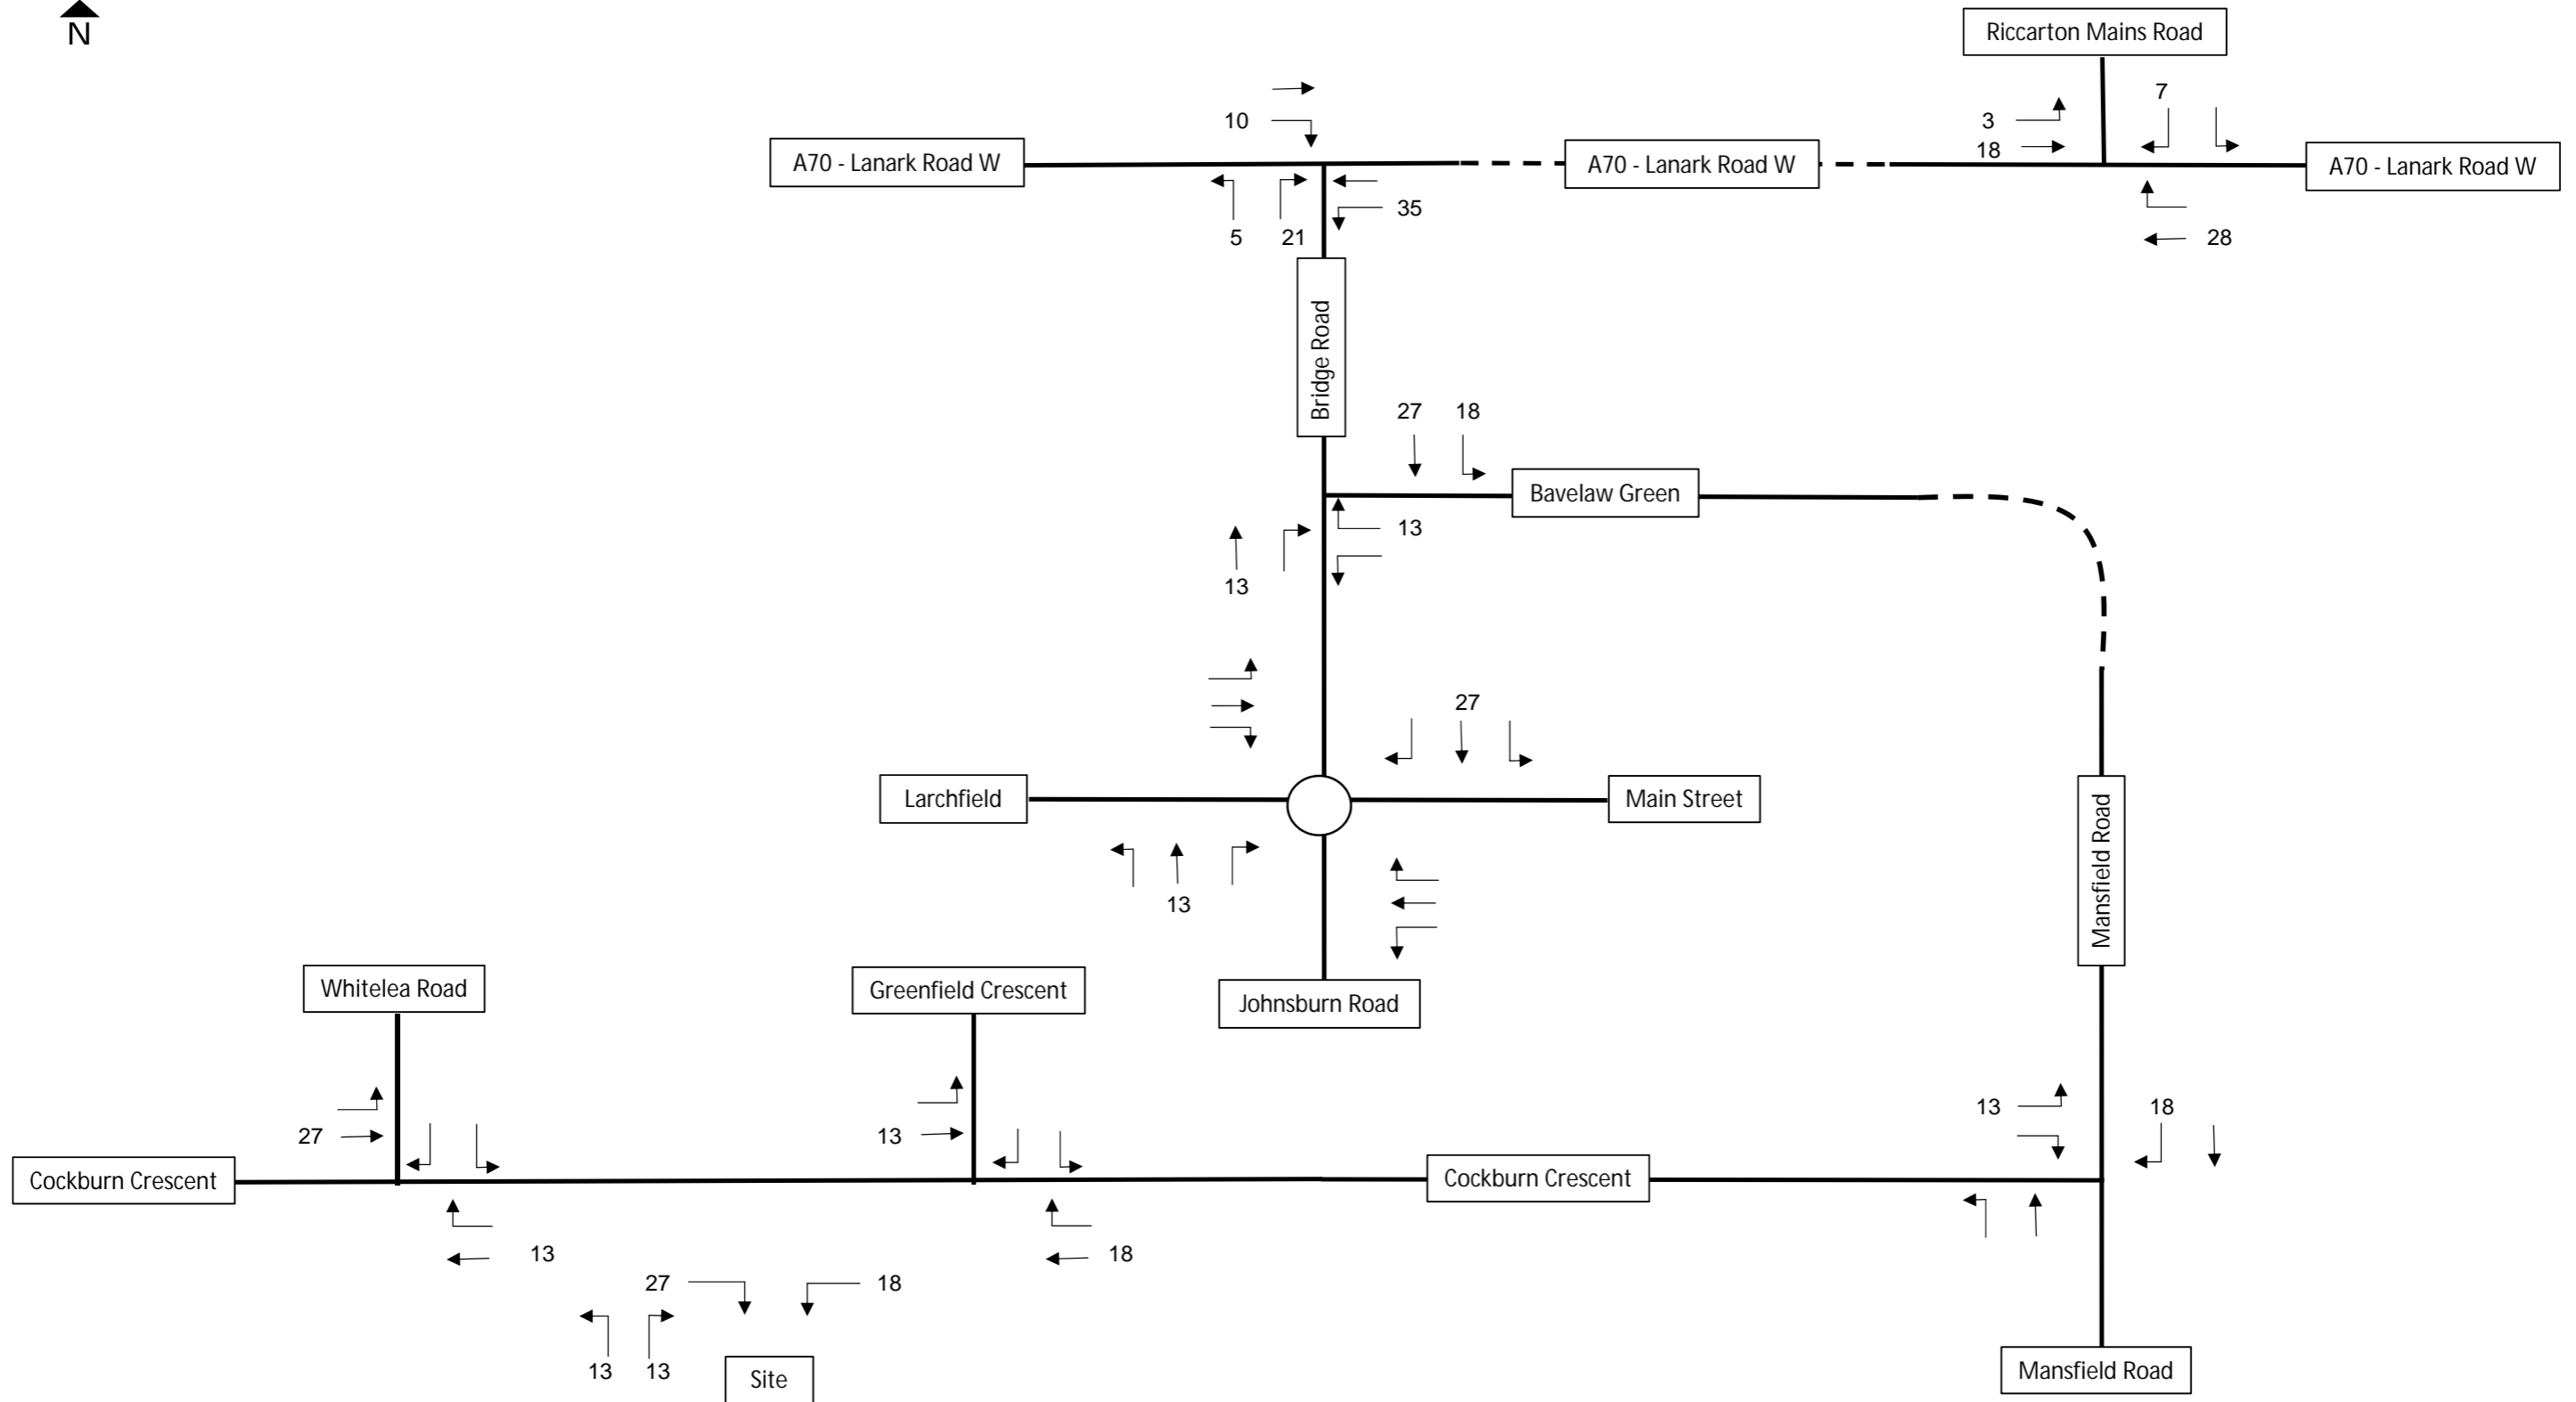 N
Riccarton Mains Road
10
3
18
7
A70 - Lanark Road W
A70 - Lanark Road W
A70 - Lanark Road W
5
21
35
28
Bridge Road
27
18
Bavelaw Green
13
13
27
Larchfield
Main Street
Mansfield Road
13
Whitelea Road
Greenfield Crescent
Johnsburn Road
27
13
13
18
Cockburn Crescent
Cockburn Crescent
13
18
27
18
13
13
Site
Mansfield Road